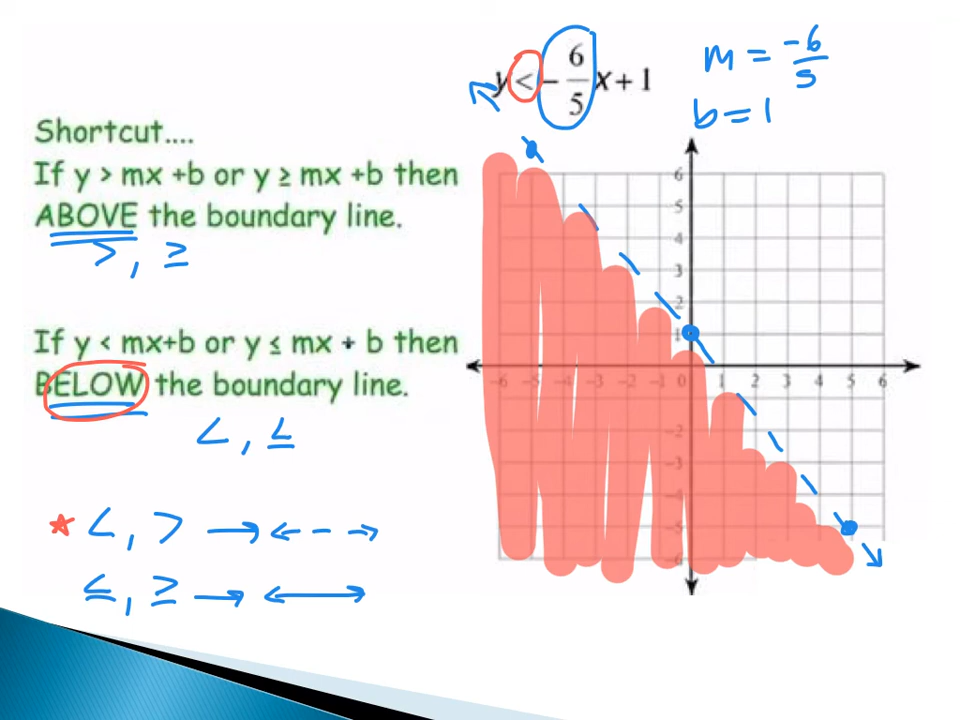 y < - 6/5 x + 1
m = -6/5
b = 1
Shortcut....
If y > mx +b or y ≥ mx +b then
ABOVE the boundary line.
>, ≥
If y < mx+b or y ≤ mx + b then
BELOW the boundary line.
<, ≤
* <, > → ← - - →
≤, ≥ → ↔
6
5
4
3
2
1
-6 -5 -4 -3 -2 -1 0 1 2 3 4 5 6
-2
-3
-4
-5
-6